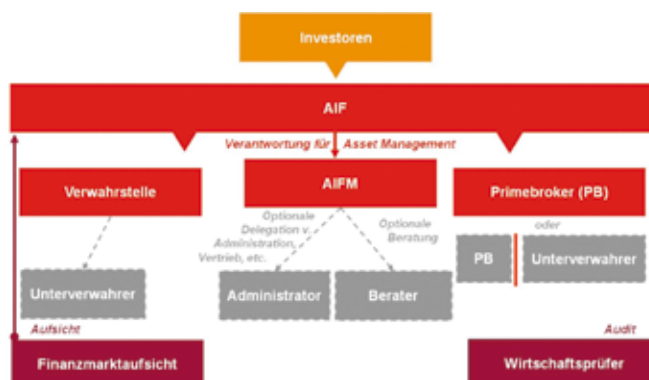 Investoren
AIF
Verantwortung für Asset Management
Verwahrstelle
AIFM
Primebroker (PB)
Optionale
Delegation v.
Administration,
Vertrieb, etc.
Optionale
Beratung
oder
PB
Unterverwahrer
Unterverwahrer
Administrator
Berater
Aufsicht
Audit
Finanzmarktaufsicht
Wirtschaftsprüfer